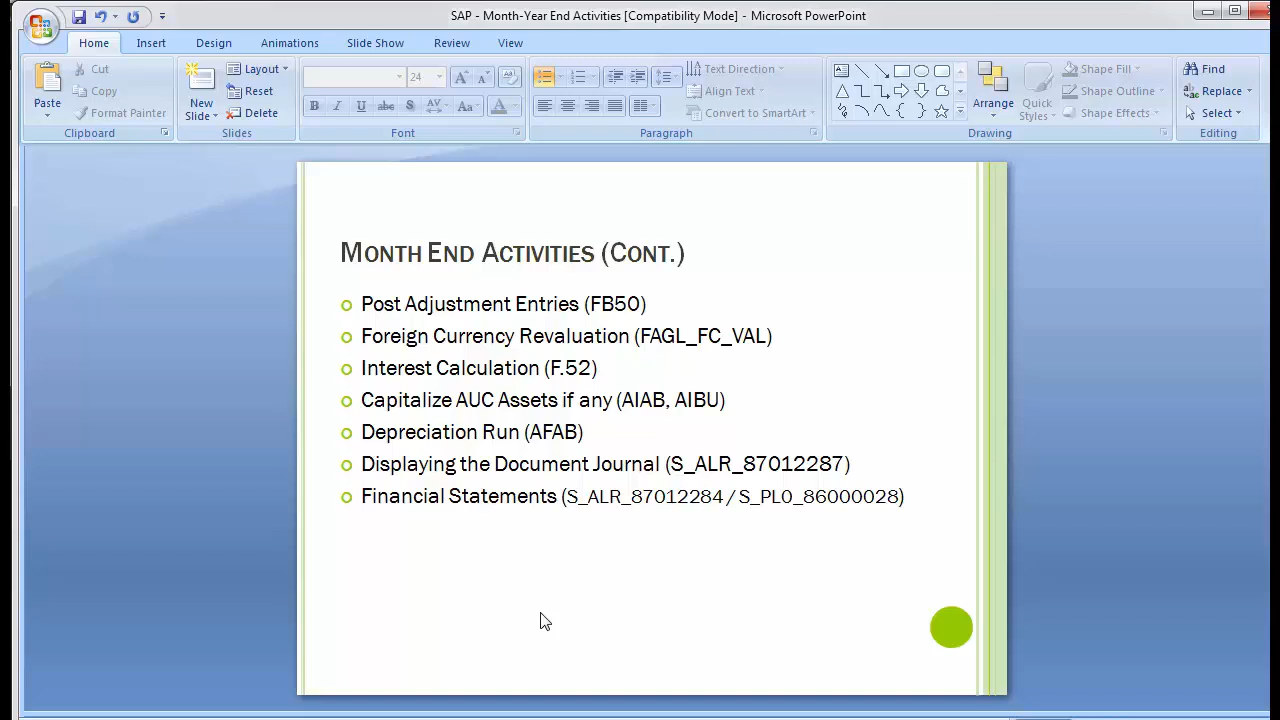 SAP - Month-Year End Activities [Compatibility Mode] - Microsoft PowerPoint
Home Insert Design Animations Slide Show Review View
Paste
Cut
Copy
Format Painter
Clipboard
New Slide
Layout
Reset
Delete
Slides
24
B I U abc S AV Aa A
Font
Text Direction
Align Text
Convert to SmartArt
Paragraph
Arrange
Quick Styles
Shape Fill
Shape Outline
Shape Effects
Drawing
Find
Replace
Select
Editing
MONTH END ACTIVITIES (CONT.)
Post Adjustment Entries (FB50)
Foreign Currency Revaluation (FAGL_FC_VAL)
Interest Calculation (F.52)
Capitalize AUC Assets if any (AIAB, AIBU)
Depreciation Run (AFAB)
Displaying the Document Journal (S_ALR_87012287)
Financial Statements (S_ALR_87012284 / S_PL0_86000028)